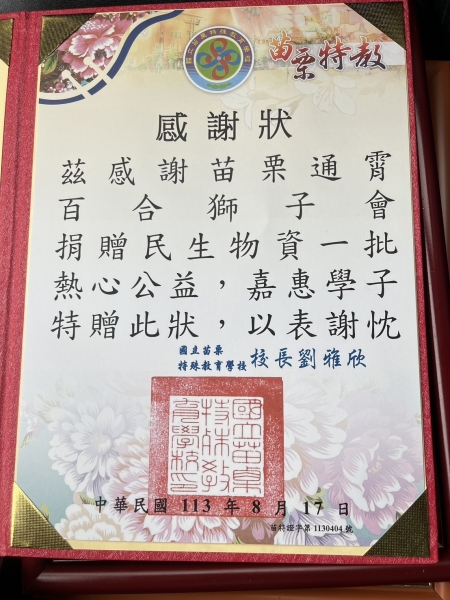 苗栗特教
感謝狀
茲感謝苗栗通霄
百合獅子會
捐贈民生物資一批
熱心公益，嘉惠學子
特贈此狀，以表謝忱
國立苗栗
特殊教育學校 校長劉雅欣
國立苗栗
特殊教
育學校印
中華民國 113 年 8 月 17 日
苗特證字第 1130404 號